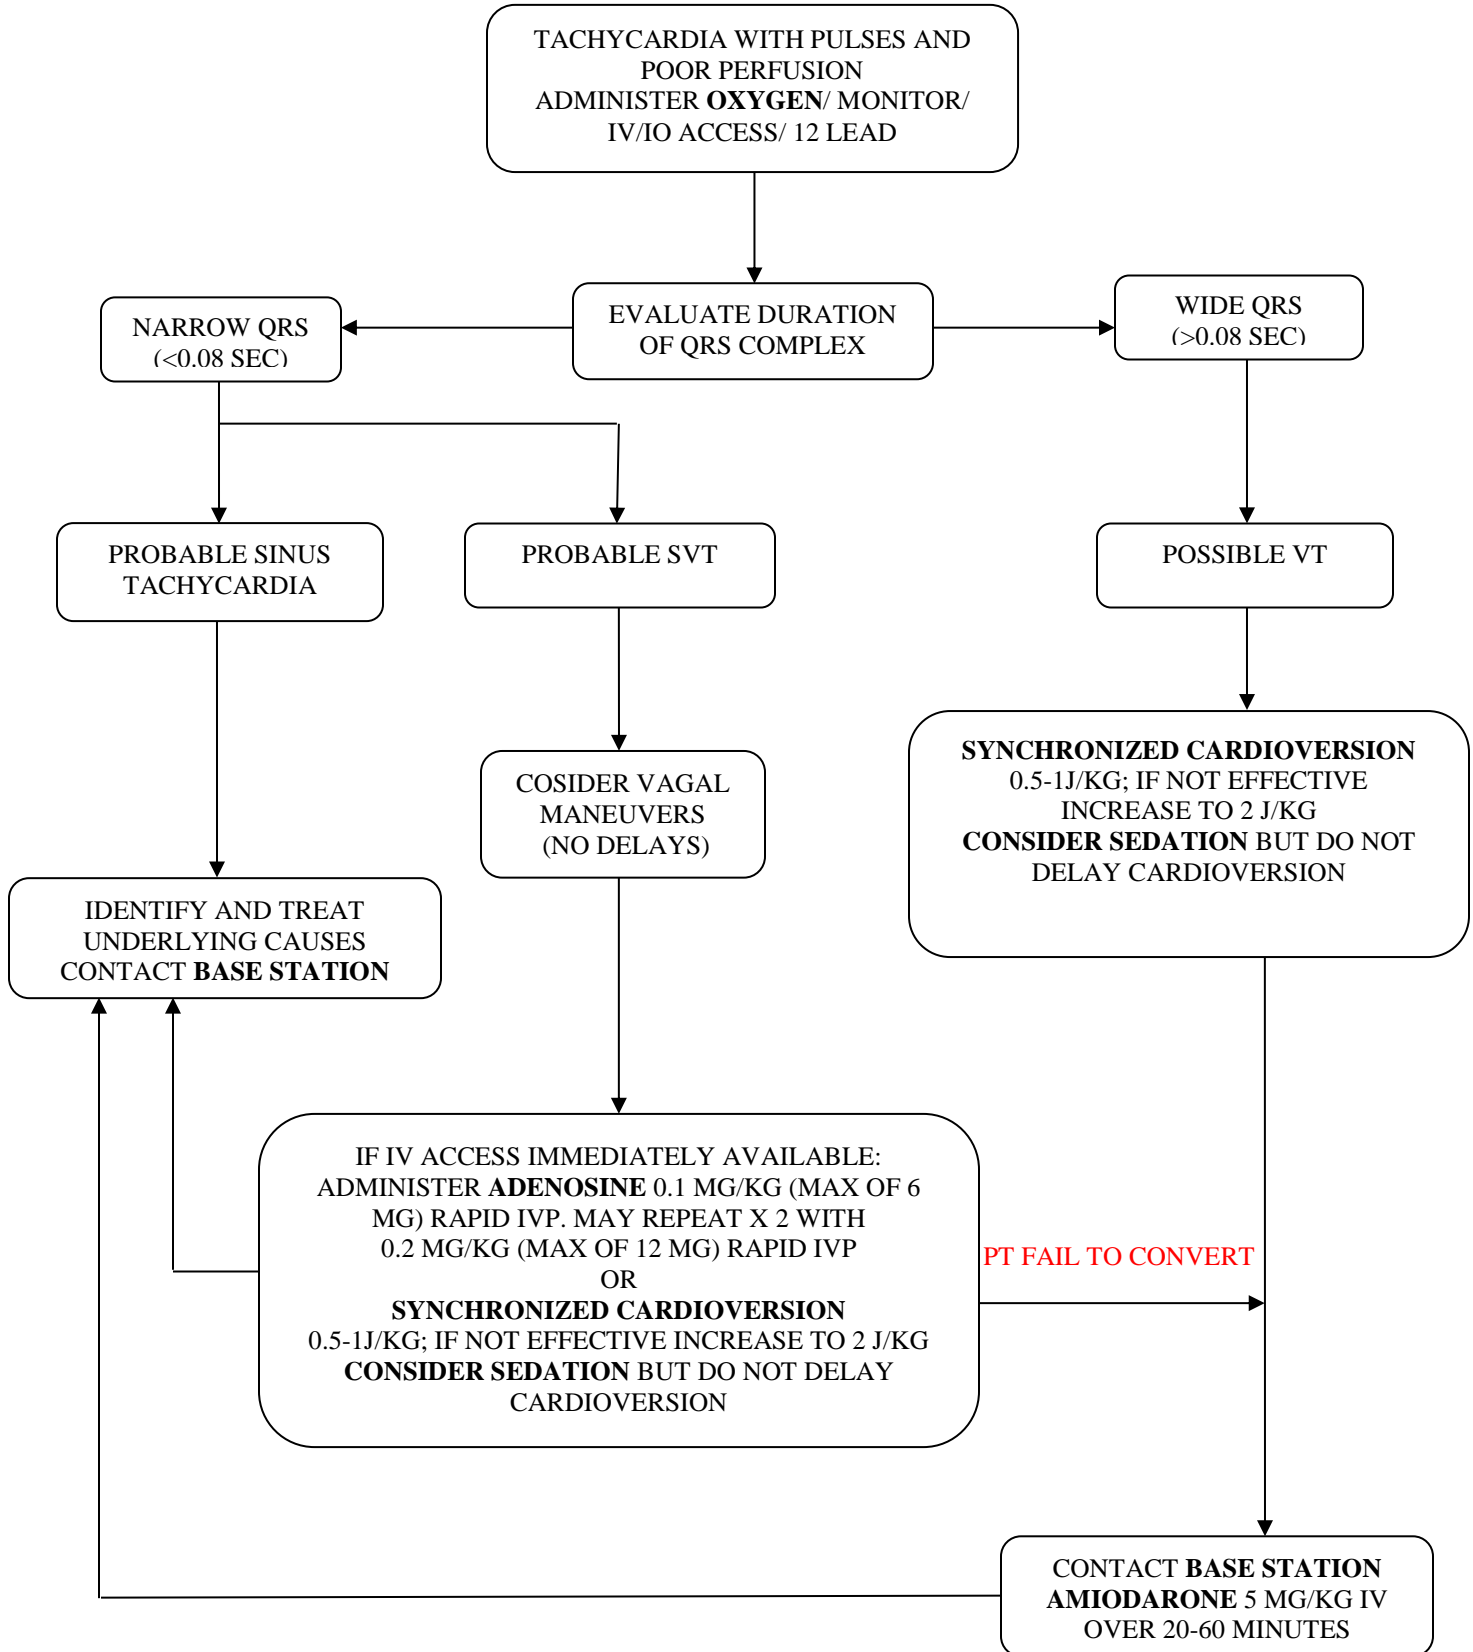 TACHYCARDIA WITH PULSES AND
POOR PERFUSION
ADMINISTER OXYGEN/ MONITOR/
IV/IO ACCESS/ 12 LEAD
NARROW QRS
(<0.08 SEC)
EVALUATE DURATION
OF QRS COMPLEX
WIDE QRS
(>0.08 SEC)
PROBABLE SINUS
TACHYCARDIA
PROBABLE SVT
POSSIBLE VT
COSIDER VAGAL
MANEUVERS
(NO DELAYS)
SYNCHRONIZED CARDIOVERSION
0.5-1J/KG; IF NOT EFFECTIVE
INCREASE TO 2 J/KG
CONSIDER SEDATION BUT DO NOT
DELAY CARDIOVERSION
IDENTIFY AND TREAT
UNDERLYING CAUSES
CONTACT BASE STATION
IF IV ACCESS IMMEDIATELY AVAILABLE:
ADMINISTER ADENOSINE 0.1 MG/KG (MAX OF 6
MG) RAPID IVP. MAY REPEAT X 2 WITH
0.2 MG/KG (MAX OF 12 MG) RAPID IVP
OR
SYNCHRONIZED CARDIOVERSION
0.5-1J/KG; IF NOT EFFECTIVE INCREASE TO 2 J/KG
CONSIDER SEDATION BUT DO NOT DELAY
CARDIOVERSION
PT FAIL TO CONVERT
CONTACT BASE STATION
AMIODARONE 5 MG/KG IV
OVER 20-60 MINUTES